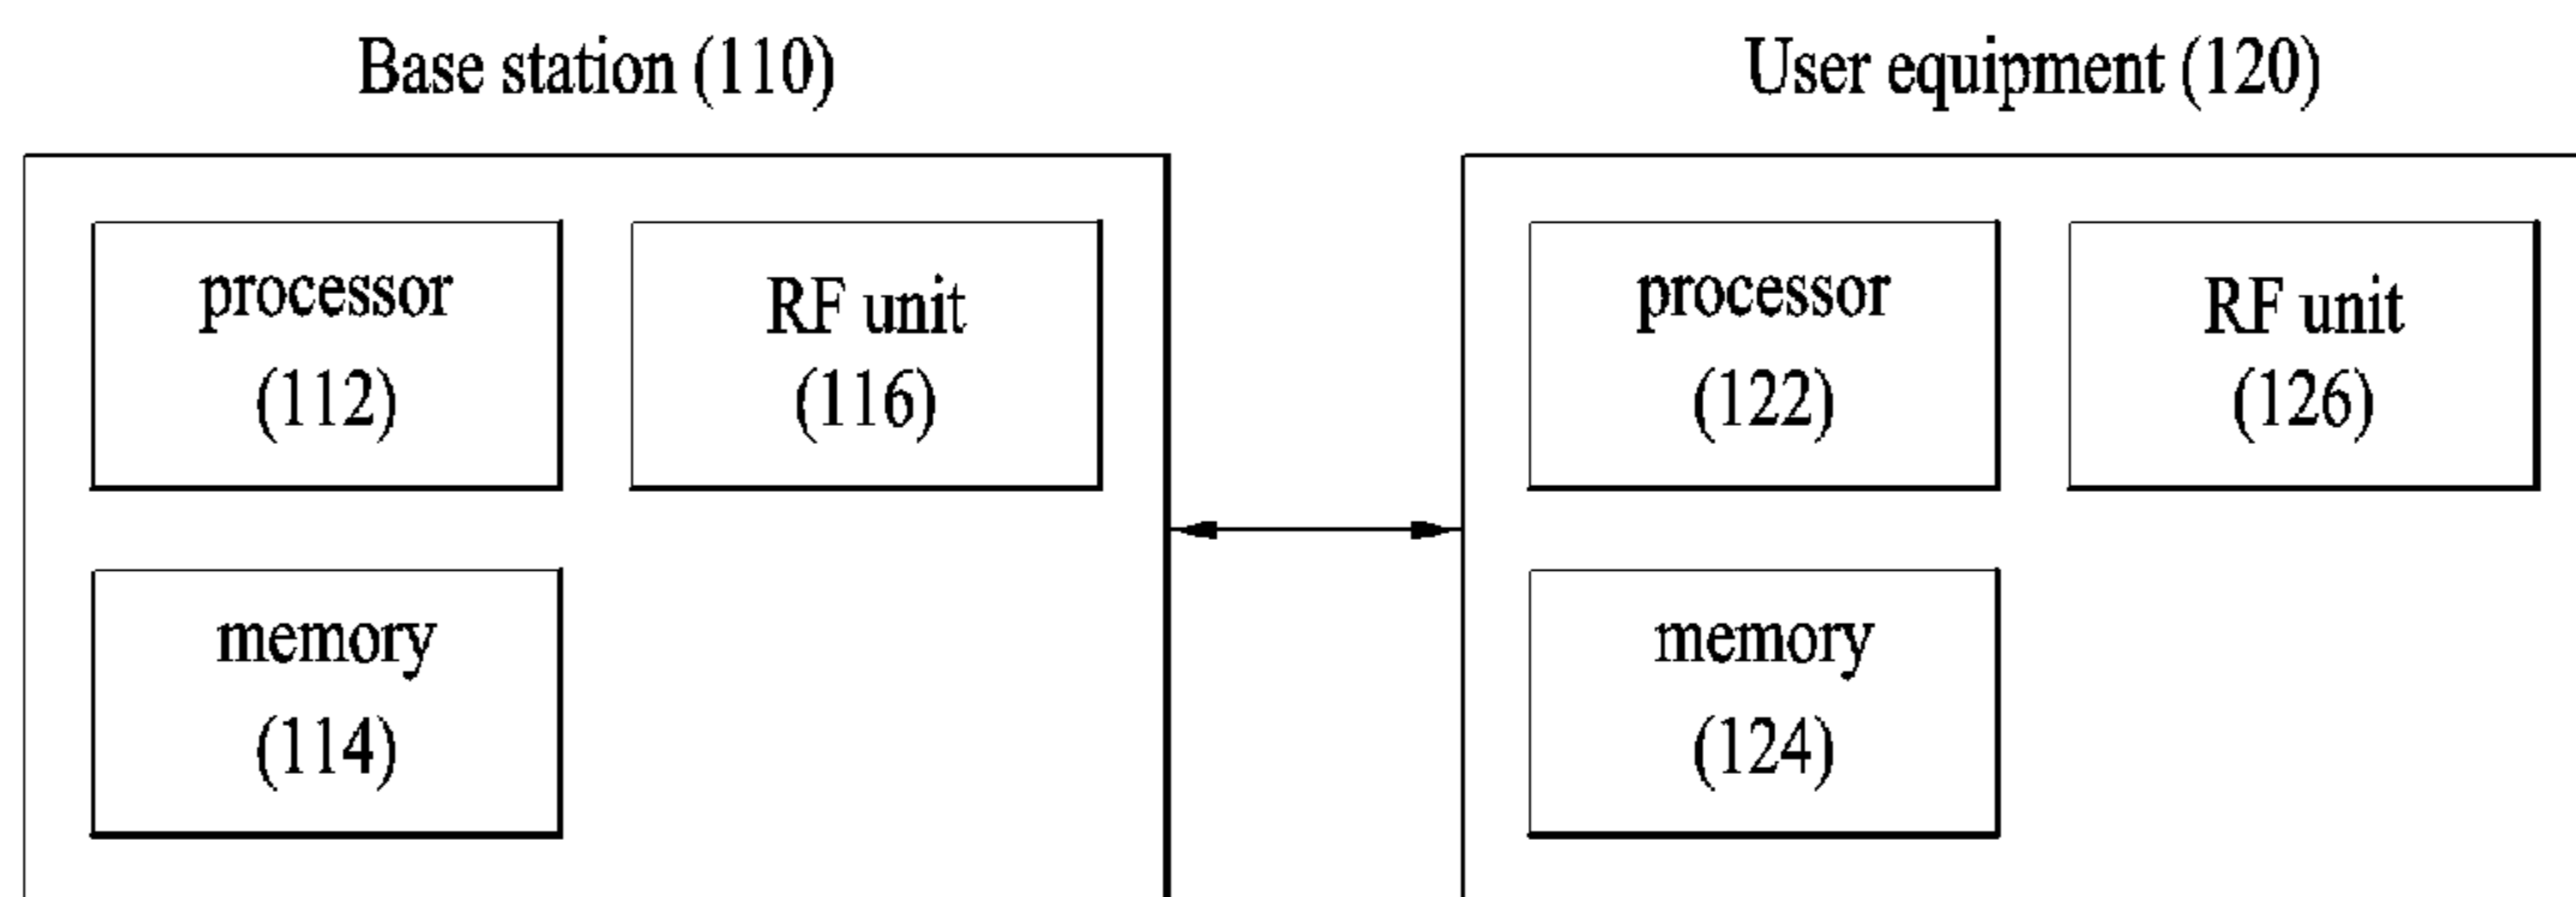 Base station (110)
User equipment (120)
processor
(112)
RF unit
(116)
memory
(114)
processor
(122)
RF unit
(126)
memory
(124)